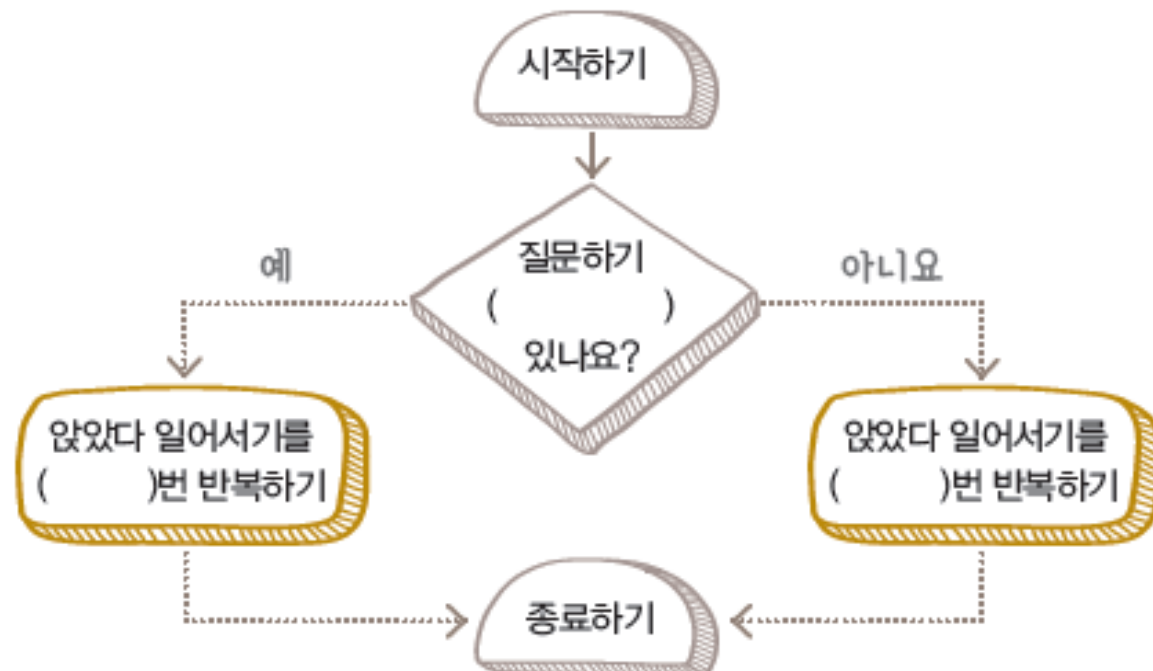 시작하기
질문하기
(          )
있나요?
예
아니요
앉았다 일어서기를
(      )번 반복하기
앉았다 일어서기를
(      )번 반복하기
종료하기